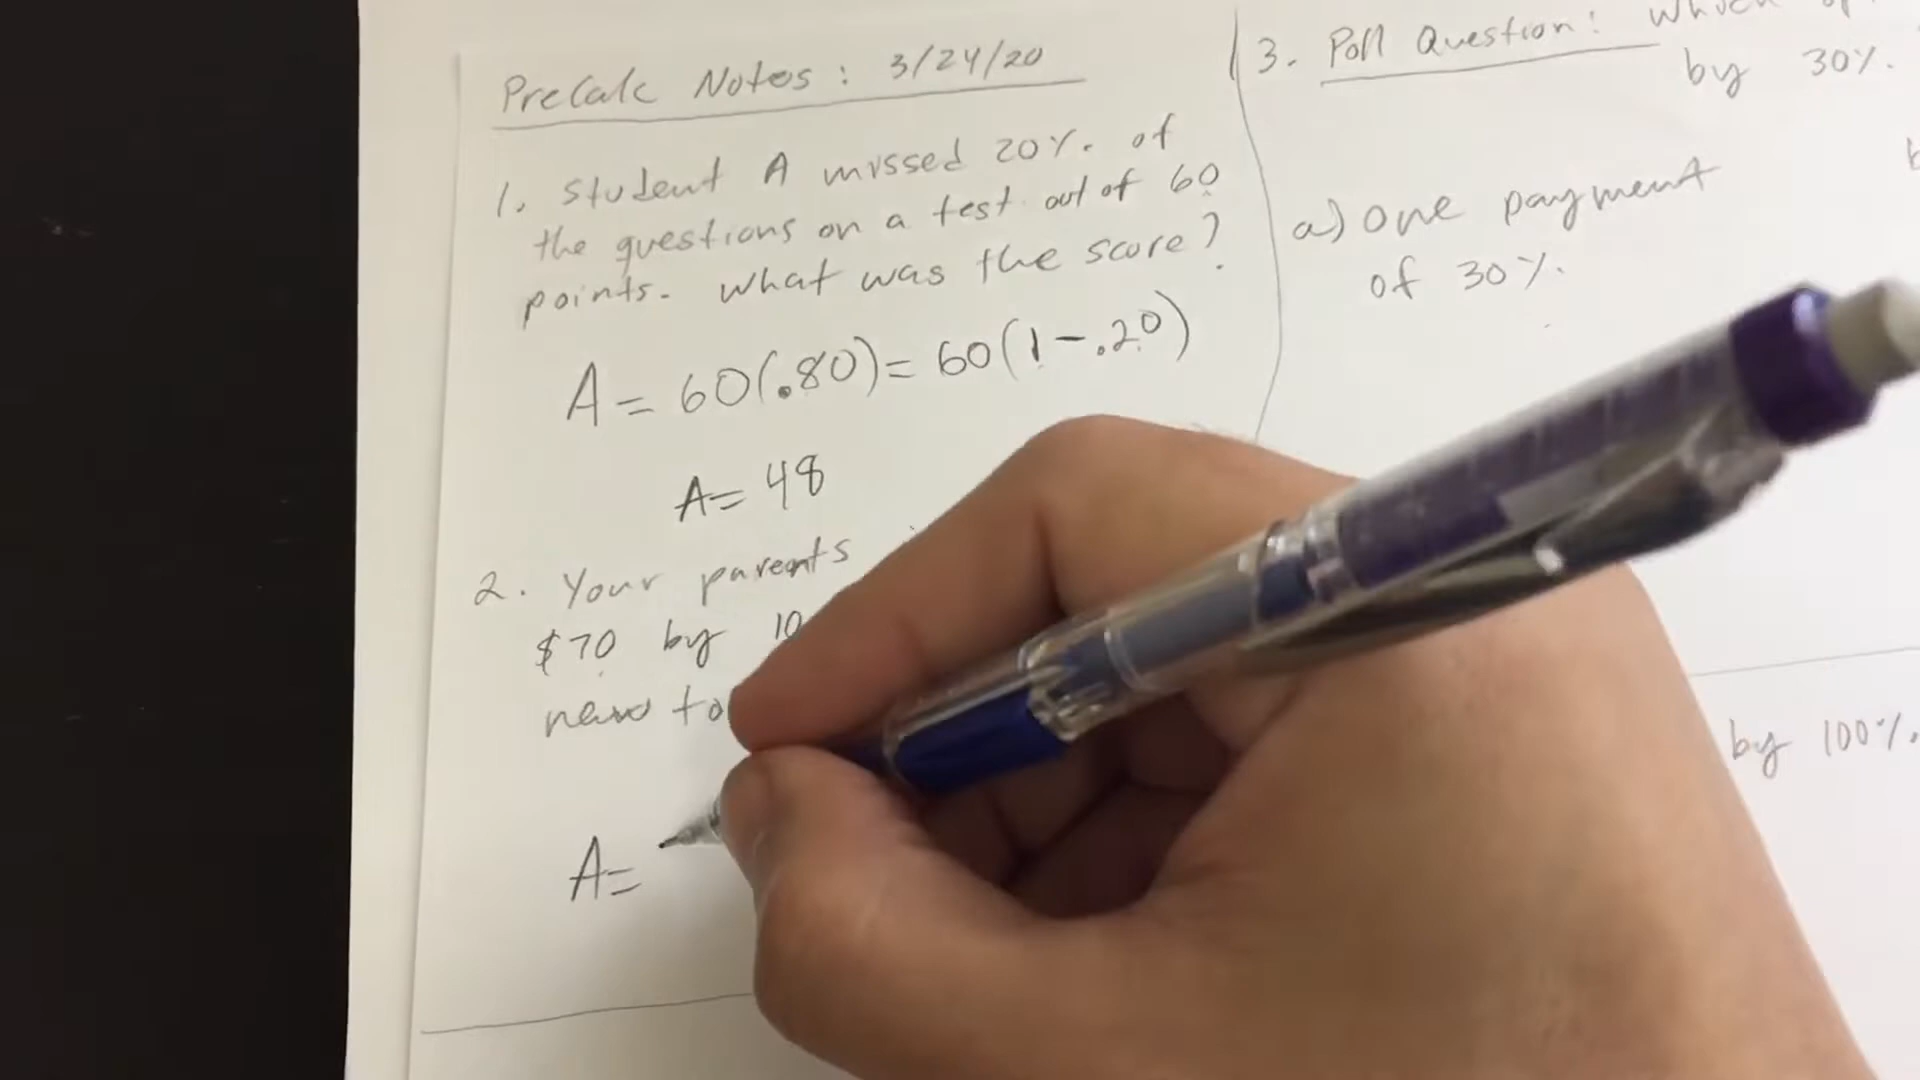 PreCalc Notes: 3/24/20
1. Student A missed 20% of
the questions on a test out of 60
points. What was the score?
A = 60(.80) = 60(1-.20)
A = 48
2. Your parents
$70 by 10
new
A =
3. Poll Question: Which
by 30%.
a) One payment
of 30%.
by 100%.